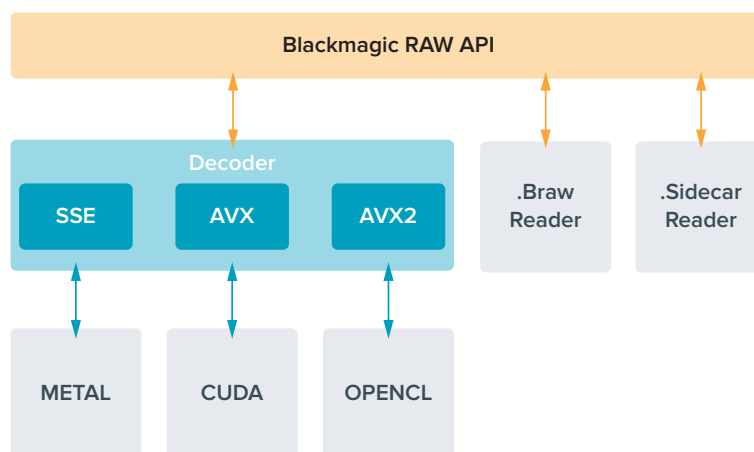 Blackmagic RAW API
Decoder
SSE
AVX
AVX2
.Braw
Reader
.Sidecar
Reader
METAL
CUDA
OPENCL